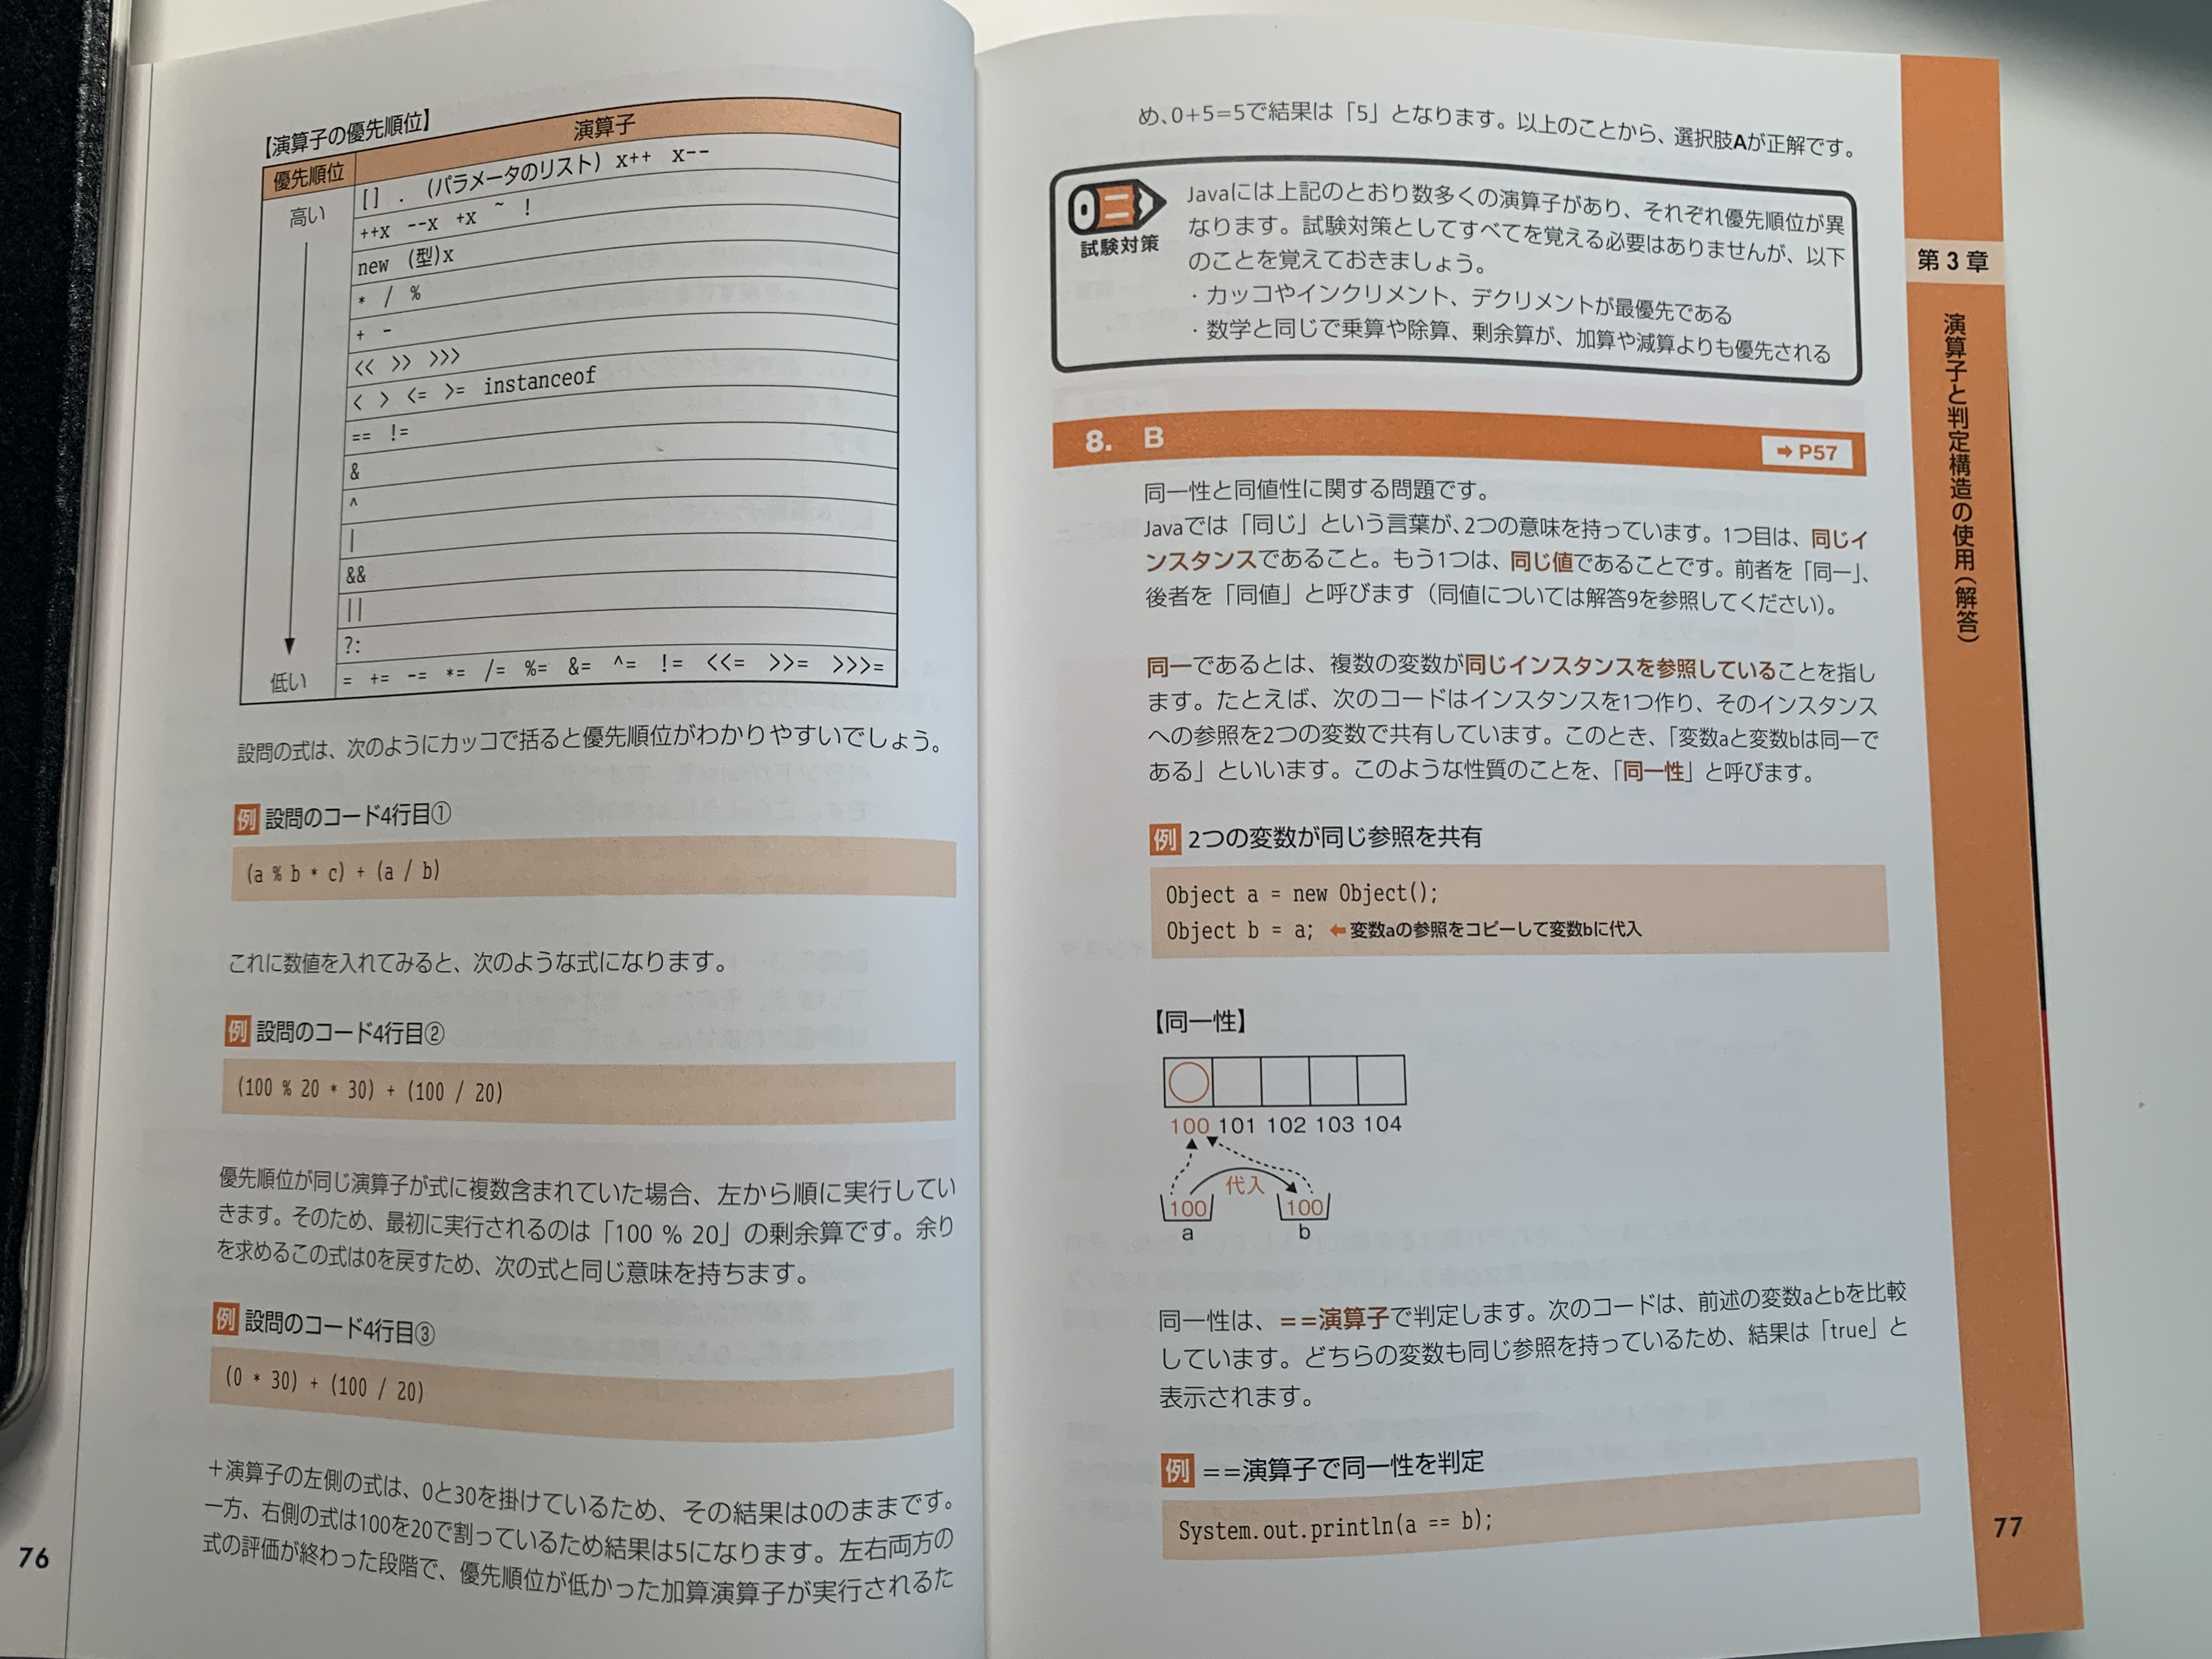 【演算子の優先順位】
優先順位 演算子
高い [] . (パラメータのリスト) x++ x--
++x --x +x ~ !
new (型)x
* / %
+ -
<< >> >>>
< > <= >= instanceof
== !=
&
^
|
&&
||
?:
低い = += -= *= /= %= &= ^= != <<= >>= >>>=
設問の式は、次のようにカッコで括ると優先順位がわかりやすいでしょう。
例 設問のコード4行目①
(a % b * c) + (a / b)
これに数値を入れてみると、次のような式になります。
例 設問のコード4行目②
(100 % 20 * 30) + (100 / 20)
優先順位が同じ演算子が式に複数含まれていた場合、左から順に実行してい
きます。そのため、最初に実行されるのは「100 % 20」の剰余算です。余り
を求めるこの式は0を戻すため、次の式と同じ意味を持ちます。
例 設問のコード4行目③
(0 * 30) + (100 / 20)
＋演算子の左側の式は、0と30を掛けているため、その結果は0のままです。
一方、右側の式は100を20で割っているため結果は5になります。左右両方の
式の評価が終わった段階で、優先順位が低かった加算演算子が実行されるた
76
め、0+5=5で結果は「5」となります。以上のことから、選択肢Aが正解です。
試験対策
Javaには上記のとおり数多くの演算子があり、それぞれ優先順位が異
なります。試験対策としてすべてを覚える必要はありませんが、以下
のことを覚えておきましょう。
・カッコやインクリメント、デクリメントが最優先である
・数学と同じで乗算や除算、剰余算が、加算や減算よりも優先される
8. B ➡P57
同一性と同値性に関する問題です。
Javaでは「同じ」という言葉が、2つの意味を持っています。1つ目は、同じイ
ンスタンスであること。もう1つは、同じ値であることです。前者を「同一」、
後者を「同値」と呼びます（同値については解答9を参照してください）。
同一であるとは、複数の変数が同じインスタンスを参照していることを指し
ます。たとえば、次のコードはインスタンスを1つ作り、そのインスタンス
への参照を2つの変数で共有しています。このとき、「変数aと変数bは同一で
ある」といいます。このような性質のことを、「同一性」と呼びます。
例 2つの変数が同じ参照を共有
Object a = new Object();
Object b = a; ⬅変数aの参照をコピーして変数bに代入
【同一性】
100 101 102 103 104
代入
100 100
a b
同一性は、==演算子で判定します。次のコードは、前述の変数aとbを比較
しています。どちらの変数も同じ参照を持っているため、結果は「true」と
表示されます。
例 ==演算子で同一性を判定
System.out.println(a == b);
第3章
演算子と判定構造の使用（解答）
77